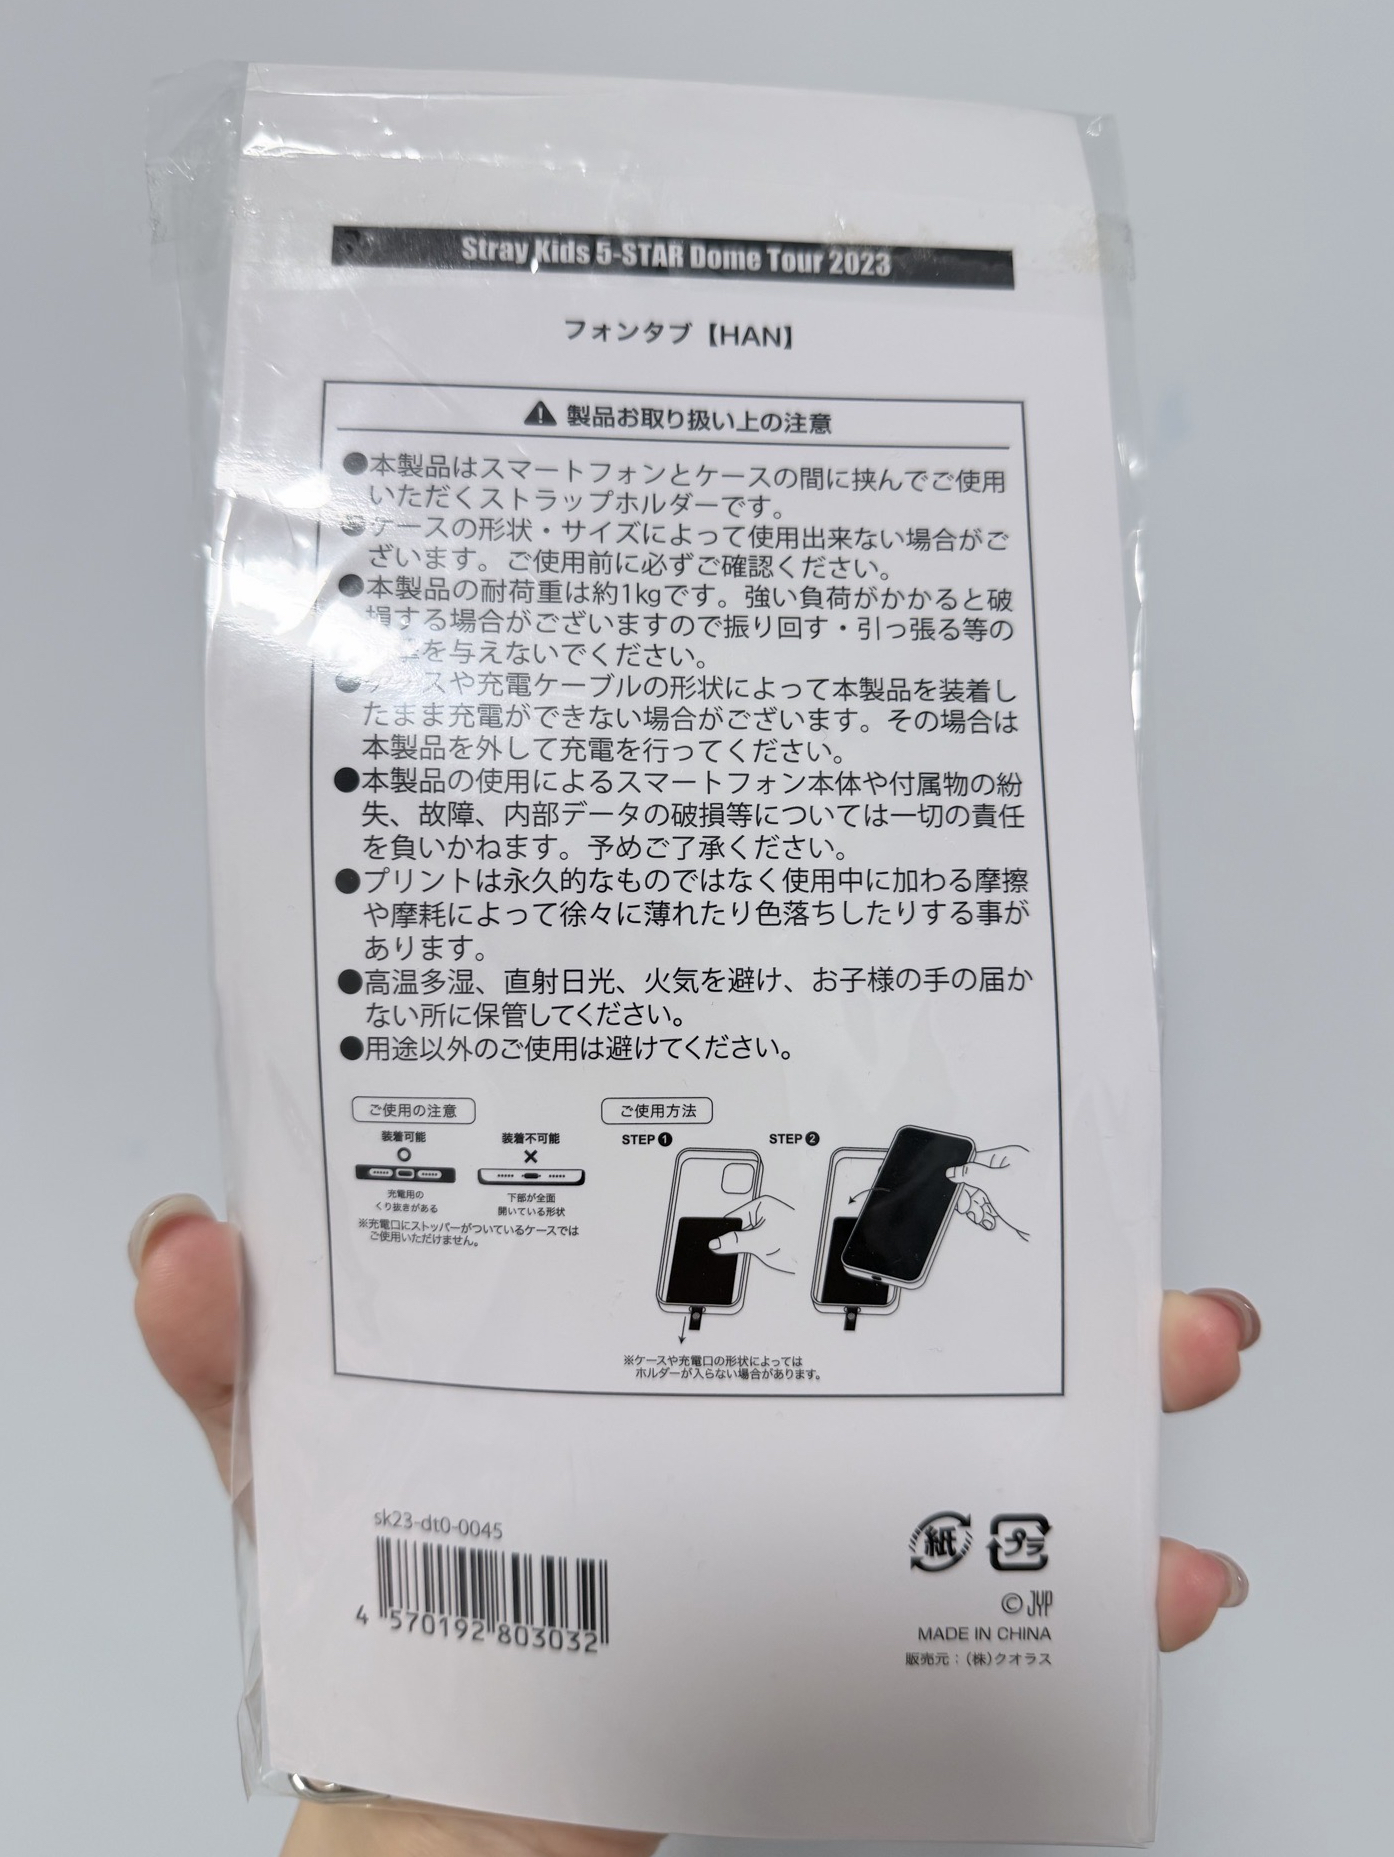 Stray Kids 5-STAR Dome Tour 2023
フォンタブ【HAN】
製品お取り扱い上の注意
●本製品はスマートフォンとケースの間に挟んでご使用
いただくストラップホルダーです。
●ケースの形状・サイズによって使用出来ない場合がご
ざいます。ご使用前に必ずご確認ください。
●本製品の耐荷重は約1kgです。強い負荷がかかると破
損する場合がございますので振り回す・引っ張る等の
を与えないでください。
●ケースや充電ケーブルの形状によって本製品を装着し
たまま充電ができない場合がございます。その場合は
本製品を外して充電を行ってください。
●本製品の使用によるスマートフォン本体や付属物の紛
失、故障、内部データの破損等については一切の責任
を負いかねます。予めご了承ください。
●プリントは永久的なものではなく使用中に加わる摩擦
や摩耗によって徐々に薄れたり色落ちしたりする事が
あります。
●高温多湿、直射日光、火気を避け、お子様の手の届か
ない所に保管してください。
●用途以外のご使用は避けてください。
ご使用の注意
装着可能
装着不可能
充電用の
くり抜きがある
下部が全面
開いている形状
※充電口にストッパーがついているケースでは
ご使用いただけません。
ご使用方法
STEP❶
STEP❷
※ケースや充電口の形状によっては
ホルダーが入らない場合があります。
sk23-dt0-0045
4 570192 803032
紙
プラ
©JYP
MADE IN CHINA
販売元：(株)クオラス